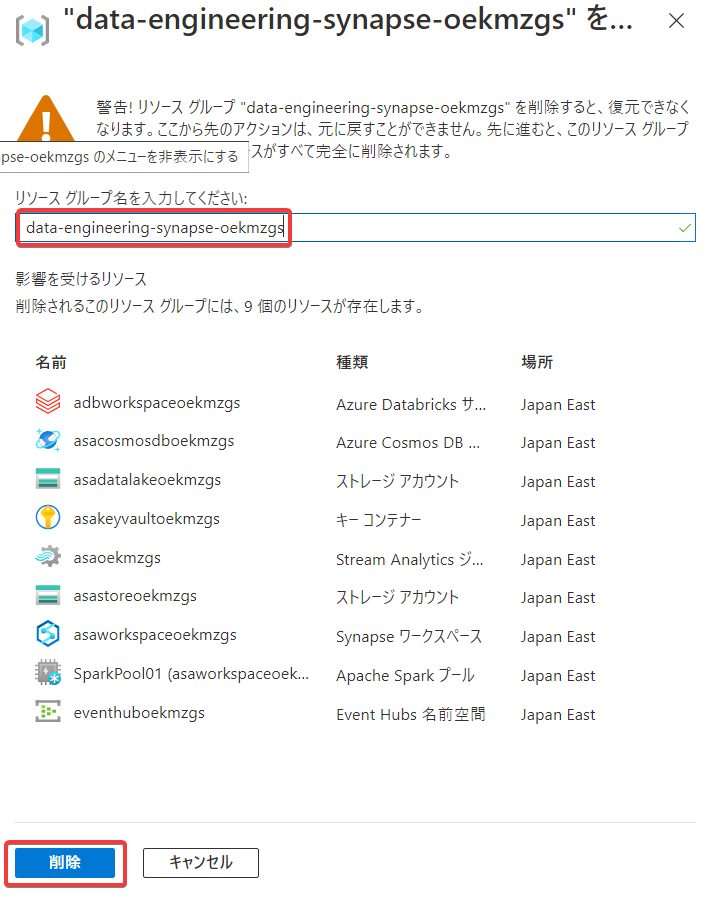 "data-engineering-synapse-oekmzgs" を...
警告! リソース グループ "data-engineering-synapse-oekmzgs" を削除すると、復元できなく
なります。ここから先のアクションは、元に戻すことができません。先に進むと、このリソース グループ
pse-oekmzgs のメニューを非表示にする
スがすべて完全に削除されます。
リソース グループ名を入力してください:
data-engineering-synapse-oekmzgs
影響を受けるリソース
削除されるこのリソース グループには、9 個のリソースが存在します。
名前 種類 場所
adbworkspaceoekmzgs Azure Databricks サ... Japan East
asacosmosdboekmzgs Azure Cosmos DB ... Japan East
asadatalakeoekmzgs ストレージ アカウント Japan East
asakeyvaultoekmzgs キー コンテナー Japan East
asaoekmzgs Stream Analytics ジ... Japan East
asastoreoekmzgs ストレージ アカウント Japan East
asaworkspaceoekmzgs Synapse ワークスペース Japan East
SparkPool01 (asaworkspaceoek... Apache Spark プール Japan East
eventhuboekmzgs Event Hubs 名前空間 Japan East
削除 キャンセル